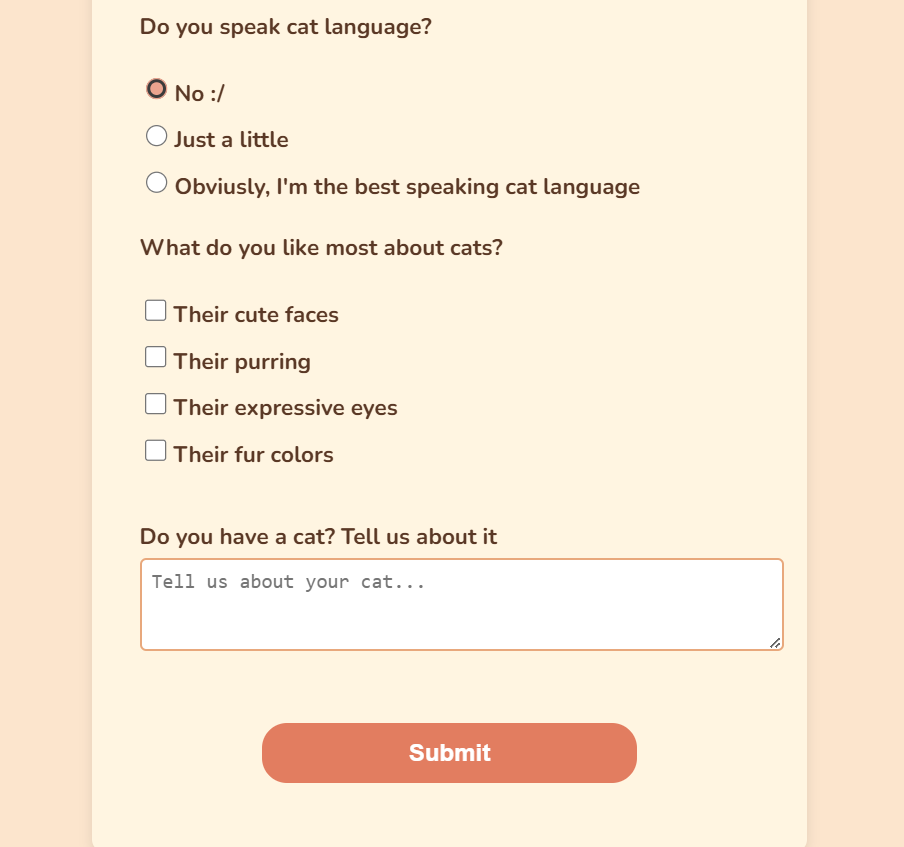 Do you speak cat language?
No :/
Just a little
Obviusly, I'm the best speaking cat language
What do you like most about cats?
Their cute faces
Their purring
Their expressive eyes
Their fur colors
Do you have a cat? Tell us about it
Tell us about your cat...
Submit